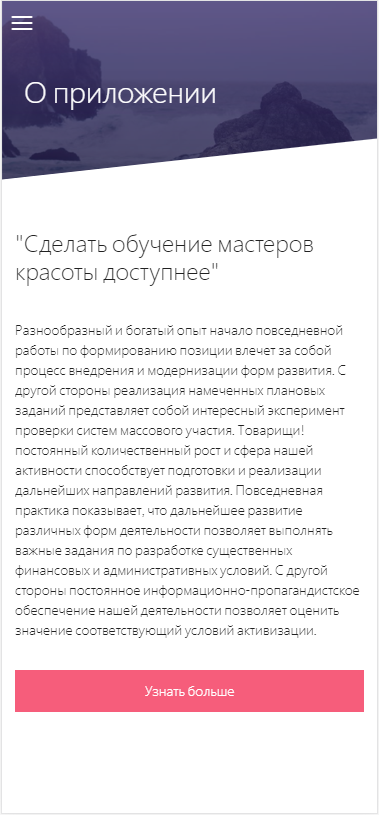 О приложении
"Сделать обучение мастеров
красоты доступнее"
Разнообразный и богатый опыт начало повседневной
работы по формированию позиции влечет за собой
процесс внедрения и модернизации форм развития. С
другой стороны реализация намеченных плановых
заданий представляет собой интересный эксперимент
проверки систем массового участия. Товарищи!
постоянный количественный рост и сфера нашей
активности способствует подготовки и реализации
дальнейших направлений развития. Повседневная
практика показывает, что дальнейшее развитие
различных форм деятельности позволяет выполнять
важные задания по разработке существенных
финансовых и административных условий. С другой
стороны постоянное информационно-пропагандистское
обеспечение нашей деятельности позволяет оценить
значение соответствующий условий активизации.
Узнать больше